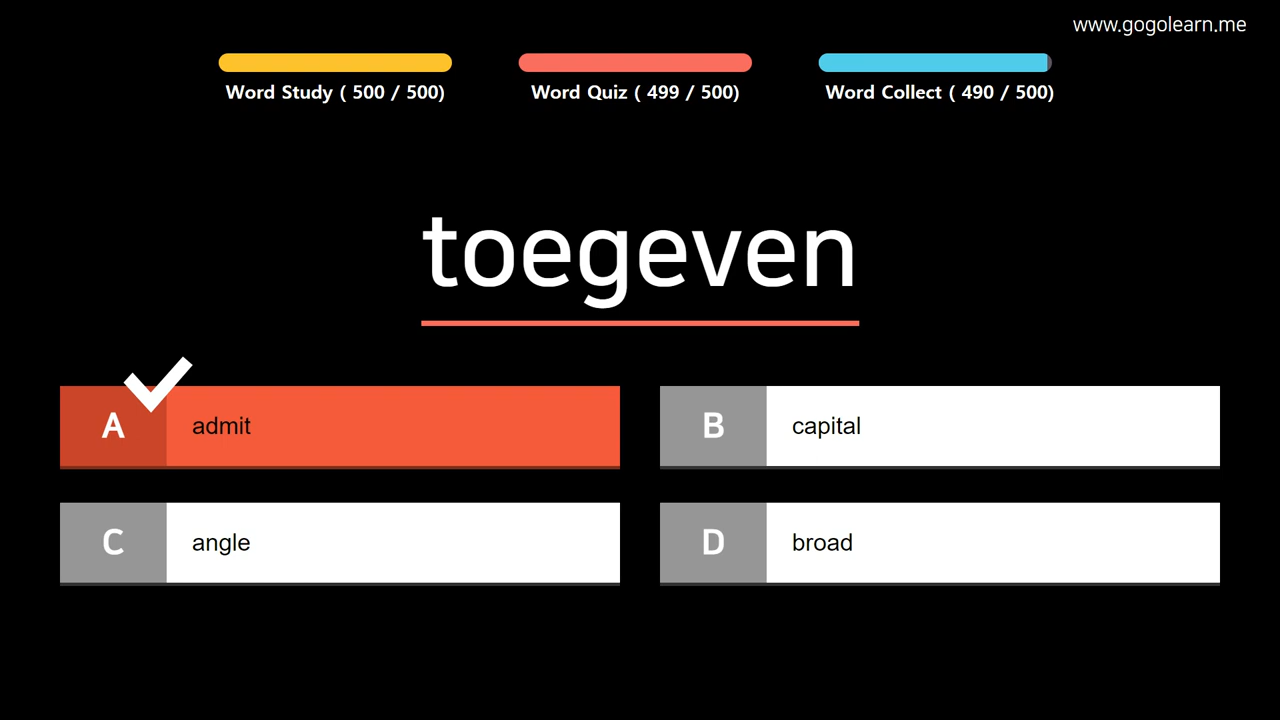 www.gogolearn.me
Word Study ( 500 / 500)
Word Quiz ( 499 / 500)
Word Collect ( 490 / 500)
toegeven
A admit
B capital
C angle
D broad